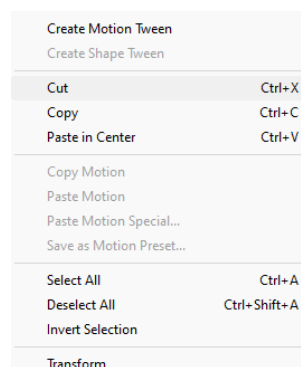 Create Motion Tween
Create Shape Tween
Cut Ctrl+X
Copy Ctrl+C
Paste in Center Ctrl+V
Copy Motion
Paste Motion
Paste Motion Special...
Save as Motion Preset...
Select All Ctrl+A
Deselect All Ctrl+Shift+A
Invert Selection
Transform